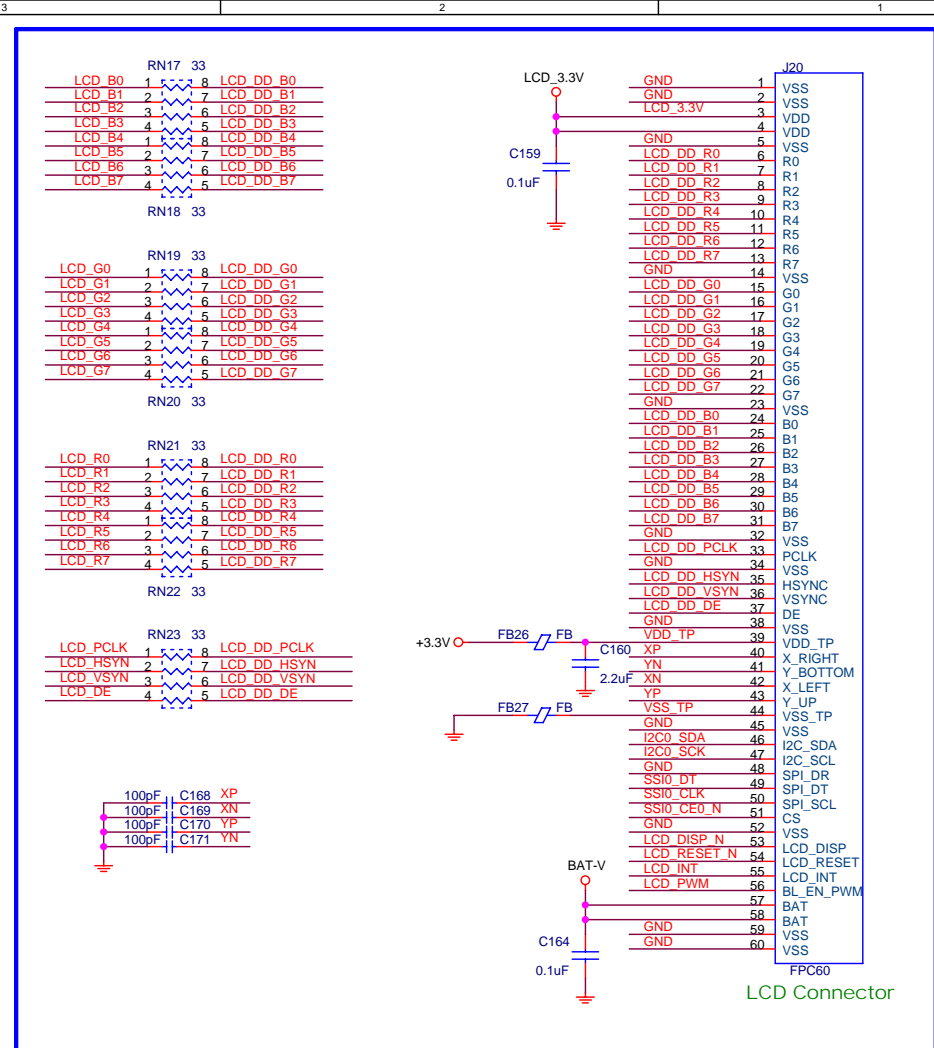 3 2 1
RN17 33
LCD_B0 1 8 LCD_DD_B0
LCD_B1 2 7 LCD_DD_B1
LCD_B2 3 6 LCD_DD_B2
LCD_B3 4 5 LCD_DD_B3
LCD_B4 1 8 LCD_DD_B4
LCD_B5 2 7 LCD_DD_B5
LCD_B6 3 6 LCD_DD_B6
LCD_B7 4 5 LCD_DD_B7
RN18 33
RN19 33
LCD_G0 1 8 LCD_DD_G0
LCD_G1 2 7 LCD_DD_G1
LCD_G2 3 6 LCD_DD_G2
LCD_G3 4 5 LCD_DD_G3
LCD_G4 1 8 LCD_DD_G4
LCD_G5 2 7 LCD_DD_G5
LCD_G6 3 6 LCD_DD_G6
LCD_G7 4 5 LCD_DD_G7
RN20 33
RN21 33
LCD_R0 1 8 LCD_DD_R0
LCD_R1 2 7 LCD_DD_R1
LCD_R2 3 6 LCD_DD_R2
LCD_R3 4 5 LCD_DD_R3
LCD_R4 1 8 LCD_DD_R4
LCD_R5 2 7 LCD_DD_R5
LCD_R6 3 6 LCD_DD_R6
LCD_R7 4 5 LCD_DD_R7
RN22 33
RN23 33
LCD_PCLK 1 8 LCD_DD_PCLK
LCD_HSYN 2 7 LCD_DD_HSYN
LCD_VSYN 3 6 LCD_DD_VSYN
LCD_DE 4 5 LCD_DD_DE
100pF C168 XP
100pF C169 XN
100pF C170 YP
100pF C171 YN
LCD_3.3V
C159
0.1uF
+3.3V FB26 FB
C160
2.2uF
FB27 FB
BAT-V
C164
0.1uF
J20
GND 1 VSS
GND 2 VSS
LCD_3.3V 3 VDD
4 VDD
GND 5 VSS
LCD_DD_R0 6 R0
LCD_DD_R1 7 R1
LCD_DD_R2 8 R2
LCD_DD_R3 9 R3
LCD_DD_R4 10 R4
LCD_DD_R5 11 R5
LCD_DD_R6 12 R6
LCD_DD_R7 13 R7
GND 14 VSS
LCD_DD_G0 15 G0
LCD_DD_G1 16 G1
LCD_DD_G2 17 G2
LCD_DD_G3 18 G3
LCD_DD_G4 19 G4
LCD_DD_G5 20 G5
LCD_DD_G6 21 G6
LCD_DD_G7 22 G7
GND 23 VSS
LCD_DD_B0 24 B0
LCD_DD_B1 25 B1
LCD_DD_B2 26 B2
LCD_DD_B3 27 B3
LCD_DD_B4 28 B4
LCD_DD_B5 29 B5
LCD_DD_B6 30 B6
LCD_DD_B7 31 B7
GND 32 VSS
LCD_DD_PCLK 33 PCLK
GND 34 VSS
LCD_DD_HSYN 35 HSYNC
LCD_DD_VSYN 36 VSYNC
LCD_DD_DE 37 DE
GND 38 VSS
VDD_TP 39 VDD_TP
XP 40 X_RIGHT
YN 41 Y_BOTTOM
XN 42 X_LEFT
YP 43 Y_UP
VSS_TP 44 VSS_TP
GND 45 VSS
I2C0_SDA 46 I2C_SDA
I2C0_SCK 47 I2C_SCL
GND 48 SPI_DR
SSI0_DT 49 SPI_DT
SSI0_CLK 50 SPI_SCL
SSI0_CE0_N 51 CS
GND 52 VSS
LCD_DISP_N 53 LCD_DISP
LCD_RESET_N 54 LCD_RESET
LCD_INT 55 LCD_INT
LCD_PWM 56 BL_EN_PWM
57 BAT
58 BAT
GND 59 VSS
GND 60 VSS
FPC60
LCD Connector